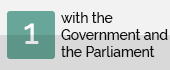 1
with the
Government and
the Parliament